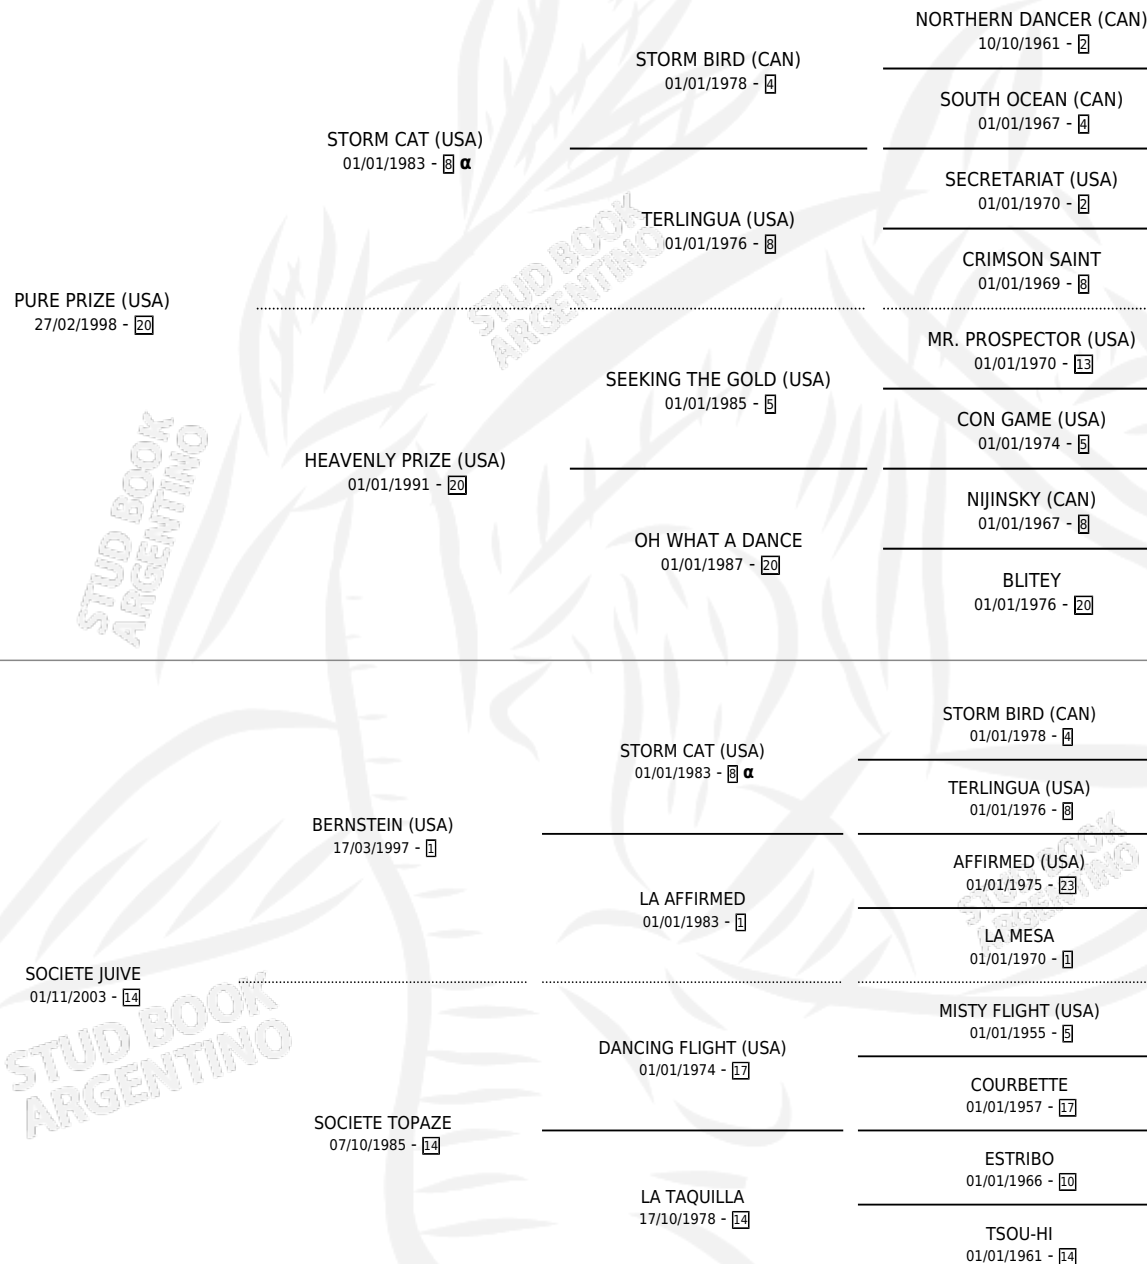 NORTHERN DANCER (CAN)
10/10/1961 - 2
STORM BIRD (CAN)
01/01/1978 - 4
SOUTH OCEAN (CAN)
01/01/1967 - 4
STORM CAT (USA)
01/01/1983 - 8 α
SECRETARIAT (USA)
01/01/1970 - 2
TERLINGUA (USA)
01/01/1976 - 8
CRIMSON SAINT
01/01/1969 - 8
PURE PRIZE (USA)
27/02/1998 - 20
MR. PROSPECTOR (USA)
01/01/1970 - 13
SEEKING THE GOLD (USA)
01/01/1985 - 5
CON GAME (USA)
01/01/1974 - 5
HEAVENLY PRIZE (USA)
01/01/1991 - 20
NIJINSKY (CAN)
01/01/1967 - 8
OH WHAT A DANCE
01/01/1987 - 20
BLITEY
01/01/1976 - 20
STORM BIRD (CAN)
01/01/1978 - 4
STORM CAT (USA)
01/01/1983 - 8 α
TERLINGUA (USA)
01/01/1976 - 8
BERNSTEIN (USA)
17/03/1997 - 1
AFFIRMED (USA)
01/01/1975 - 23
LA AFFIRMED
01/01/1983 - 1
LA MESA
01/01/1970 - 1
SOCIETE JUIVE
01/11/2003 - 14
MISTY FLIGHT (USA)
01/01/1955 - 5
DANCING FLIGHT (USA)
01/01/1974 - 17
COURBETTE
01/01/1957 - 17
SOCIETE TOPAZE
07/10/1985 - 14
ESTRIBO
01/01/1966 - 10
LA TAQUILLA
17/10/1978 - 14
TSOU-HI
01/01/1961 - 14
STUD BOOK
ARGENTINO
STUD BOOK
ARGENTINO
STUD BOOK
ARGENTINO
STUD BOOK
ARGENTINO